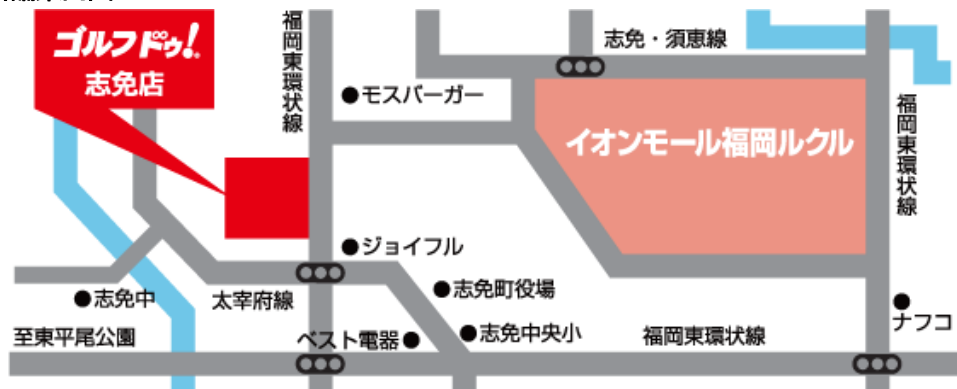 ゴルフドゥ!
志免店
福岡東環状線
志免・須恵線
モスバーガー
イオンモール福岡ルクル
福岡東環状線
ジョイフル
志免中
太宰府線
志免町役場
ナフコ
至東平尾公園
ベスト電器
志免中央小
福岡東環状線